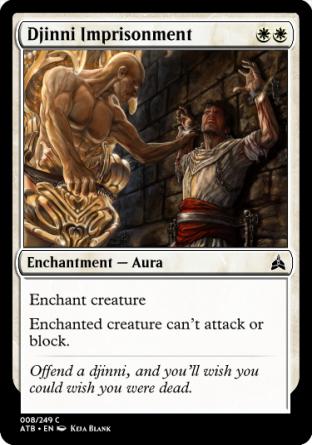 Djinni Imprisonment
Enchantment — Aura
Enchant creature
Enchanted creature can't attack or
block.
Offend a djinni, and you'll wish you
could wish you were dead.
008/249 C
ATB • EN Keja Blank